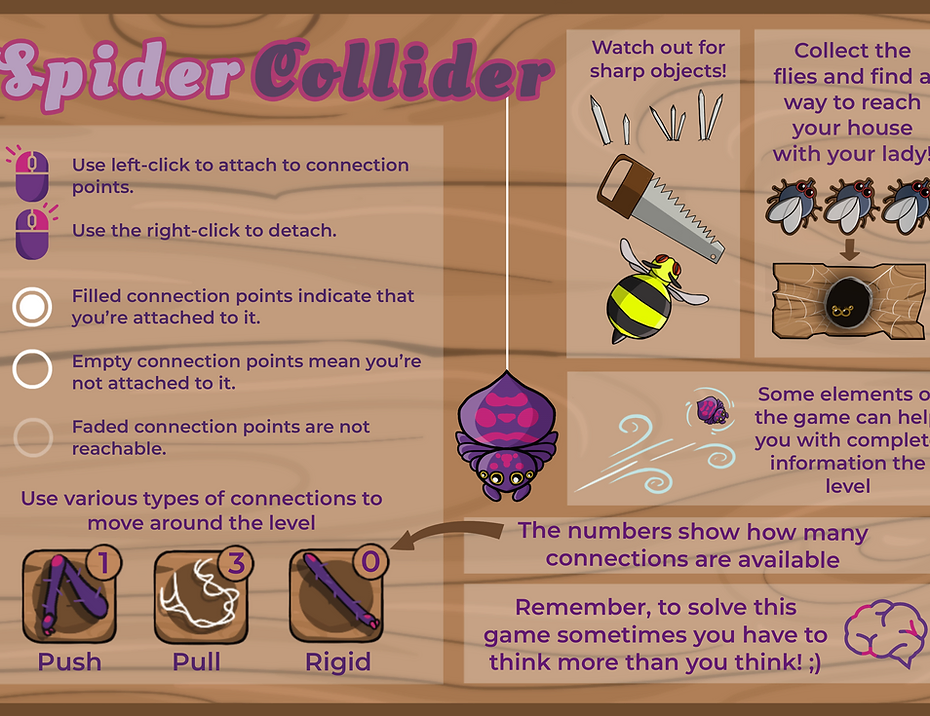 Spider Collider
Use left-click to attach to connection
points.
Use the right-click to detach.
Filled connection points indicate that
you're attached to it.
Empty connection points mean you're
not attached to it.
Faded connection points are not
reachable.
Use various types of connections to
move around the level
1
3
0
Push
Pull
Rigid
Watch out for
sharp objects!
Collect the
flies and find a
way to reach
your house
with your lady!
Some elements o
the game can help
you with complet
information the
level
The numbers show how many
connections are available
Remember, to solve this
game sometimes you have to
think more than you think! ;)